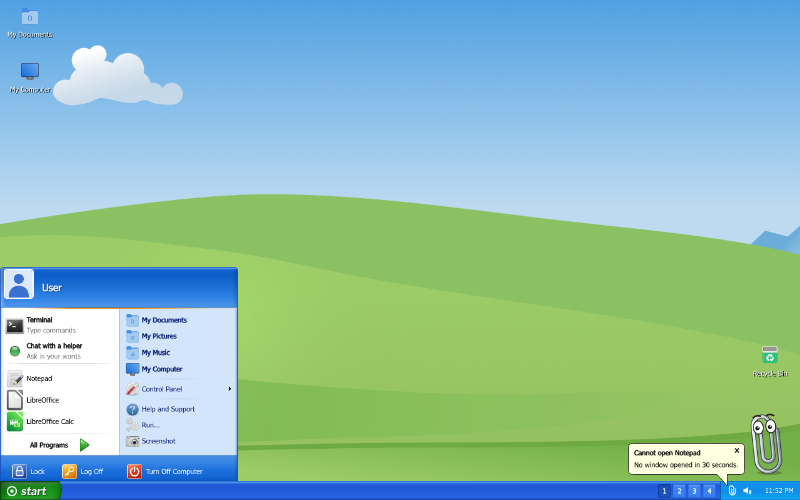 My Documents
My Computer
User
Terminal
Type commands
Chat with a helper
Ask in your words
Notepad
LibreOffice
LibreOffice Calc
All Programs
My Documents
My Pictures
My Music
My Computer
Control Panel
Help and Support
Run...
Screenshot
Lock
Log Off
Turn Off Computer
Recycle Bin
Cannot open Notepad
x
No window opened in 30 seconds.
start
1
2
3
4
11:52 PM